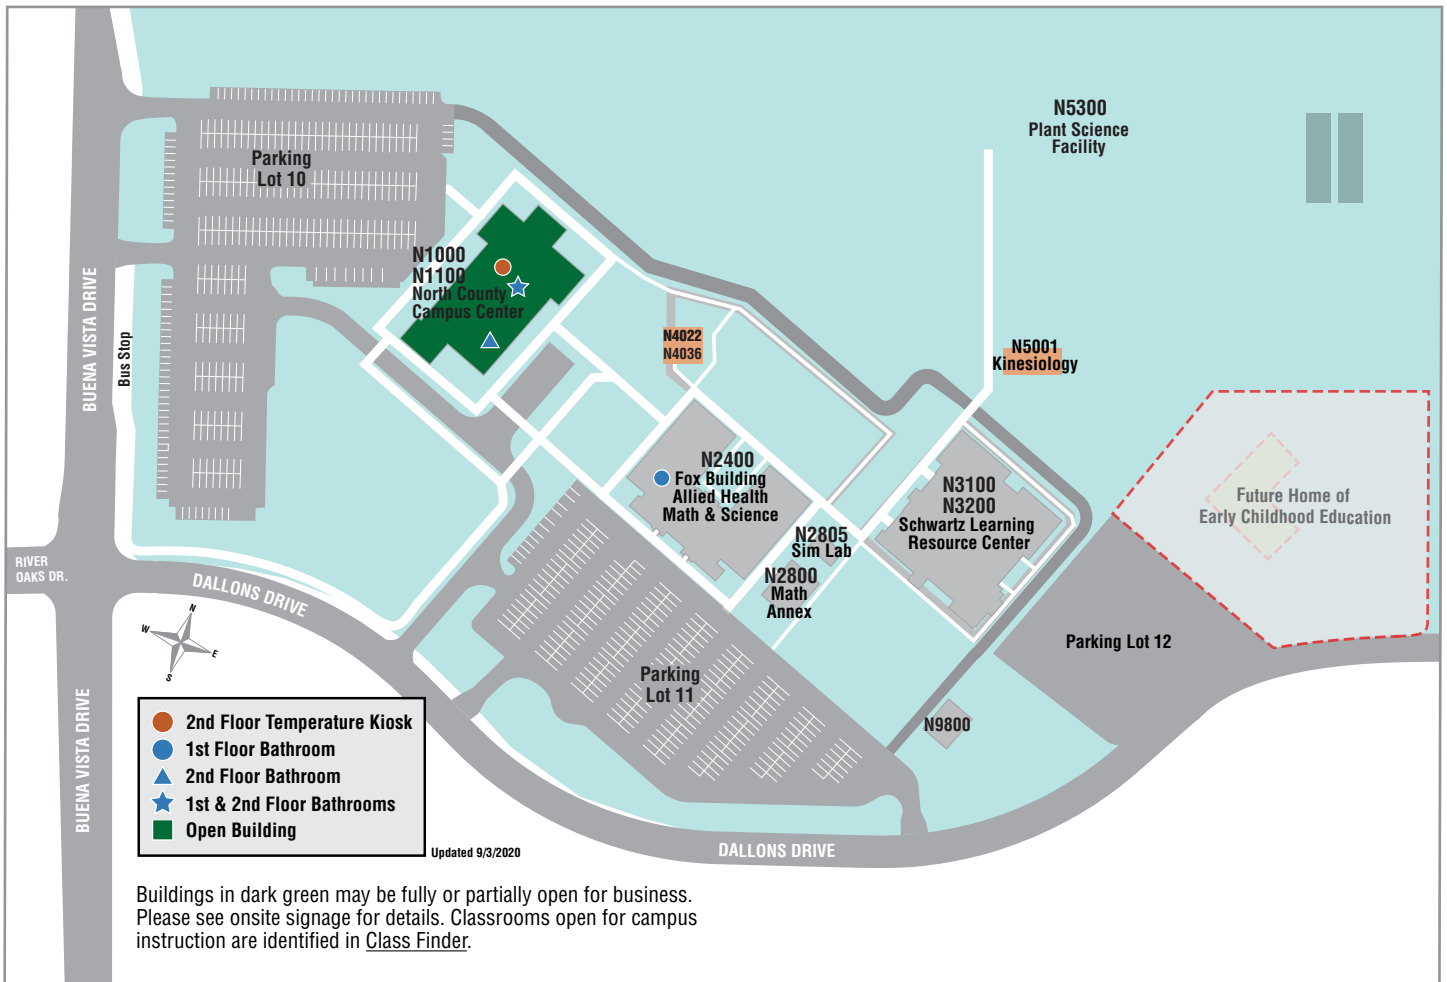 N5300
Plant Science
Facility
Parking
Lot 10
N1000
N1100
North County
Campus Center
BUENA VISTA DRIVE
Bus Stop
N4022
N4036
N5001
Kinesiology
N2400
Fox Building
Allied Health
Math & Science
N3100
N3200
Schwartz Learning
Resource Center
Future Home of
Early Childhood Education
N2805
Sim Lab
N2800
Math
Annex
RIVER
OAKS DR.
DALLONS DRIVE
N
W
E
S
Parking Lot 12
Parking
Lot 11
N9800
BUENA VISTA DRIVE
2nd Floor Temperature Kiosk
1st Floor Bathroom
2nd Floor Bathroom
1st & 2nd Floor Bathrooms
Open Building
Updated 9/3/2020
DALLONS DRIVE
Buildings in dark green may be fully or partially open for business.
Please see onsite signage for details. Classrooms open for campus
instruction are identified in Class Finder.